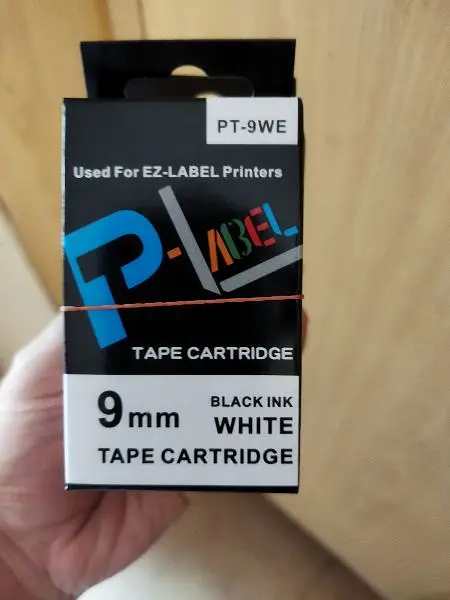 PT-9WE
Used For EZ-LABEL Printers
P-LABEL
TAPE CARTRIDGE
9mm
BLACK INK
WHITE
TAPE CARTRIDGE